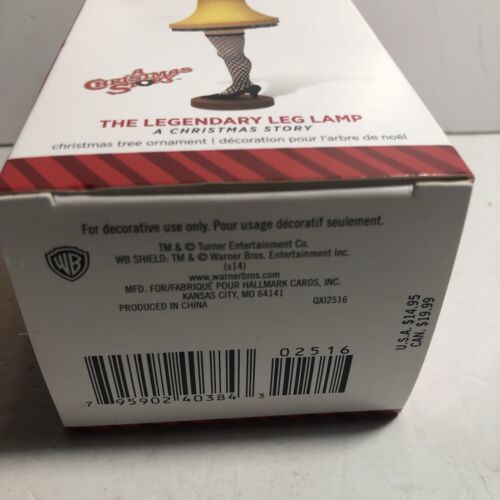 A
CHRISTMAS
STORY
THE LEGENDARY LEG LAMP
A CHRISTMAS STORY
christmas tree ornament | décoration pour l'arbre de noël
For decorative use only. Pour usage décoratif seulement.
WB
TM & © Turner Entertainment Co.
WB SHIELD: TM & © Warner Bros. Entertainment Inc.
(s14)
www.warnerbros.com
MFD. FOR/FABRIQUÉ POUR HALLMARK CARDS, INC.
KANSAS CITY, MO 64141
PRODUCED IN CHINA QXI2516
U.S.A. $14.95
CAN. $19.99
02516
7 95902 40384 3